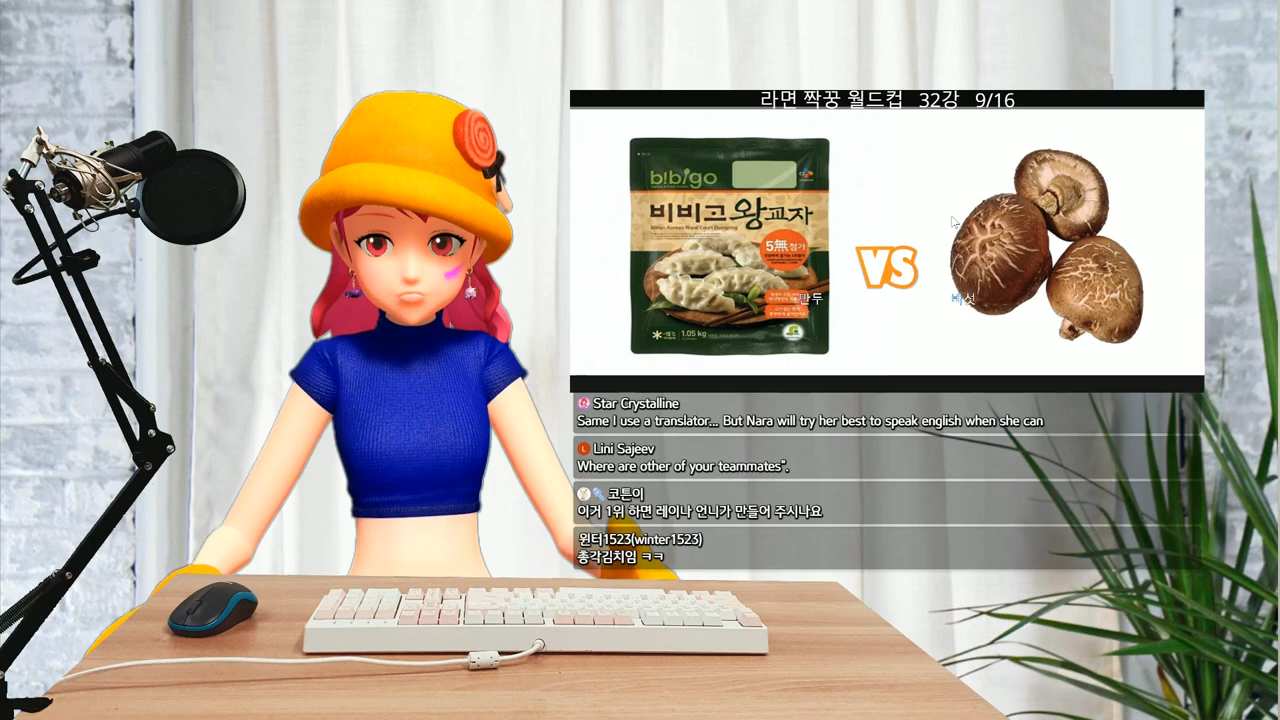 라면 짝꿍 월드컵 32강 9/16
b!b!go
비비고 왕교자
5無첨가
만두
1.05 kg
VS
버섯
Star Crystalline
Same I use a translator... But Nara will try her best to speak english when she can
Lini Sajeev
Where are other of your teammates".
코튼이
이거 1위 하면 레이나 언니가 만들어 주시나요
윈터1523(winter1523)
총각김치임 ㅋㅋ